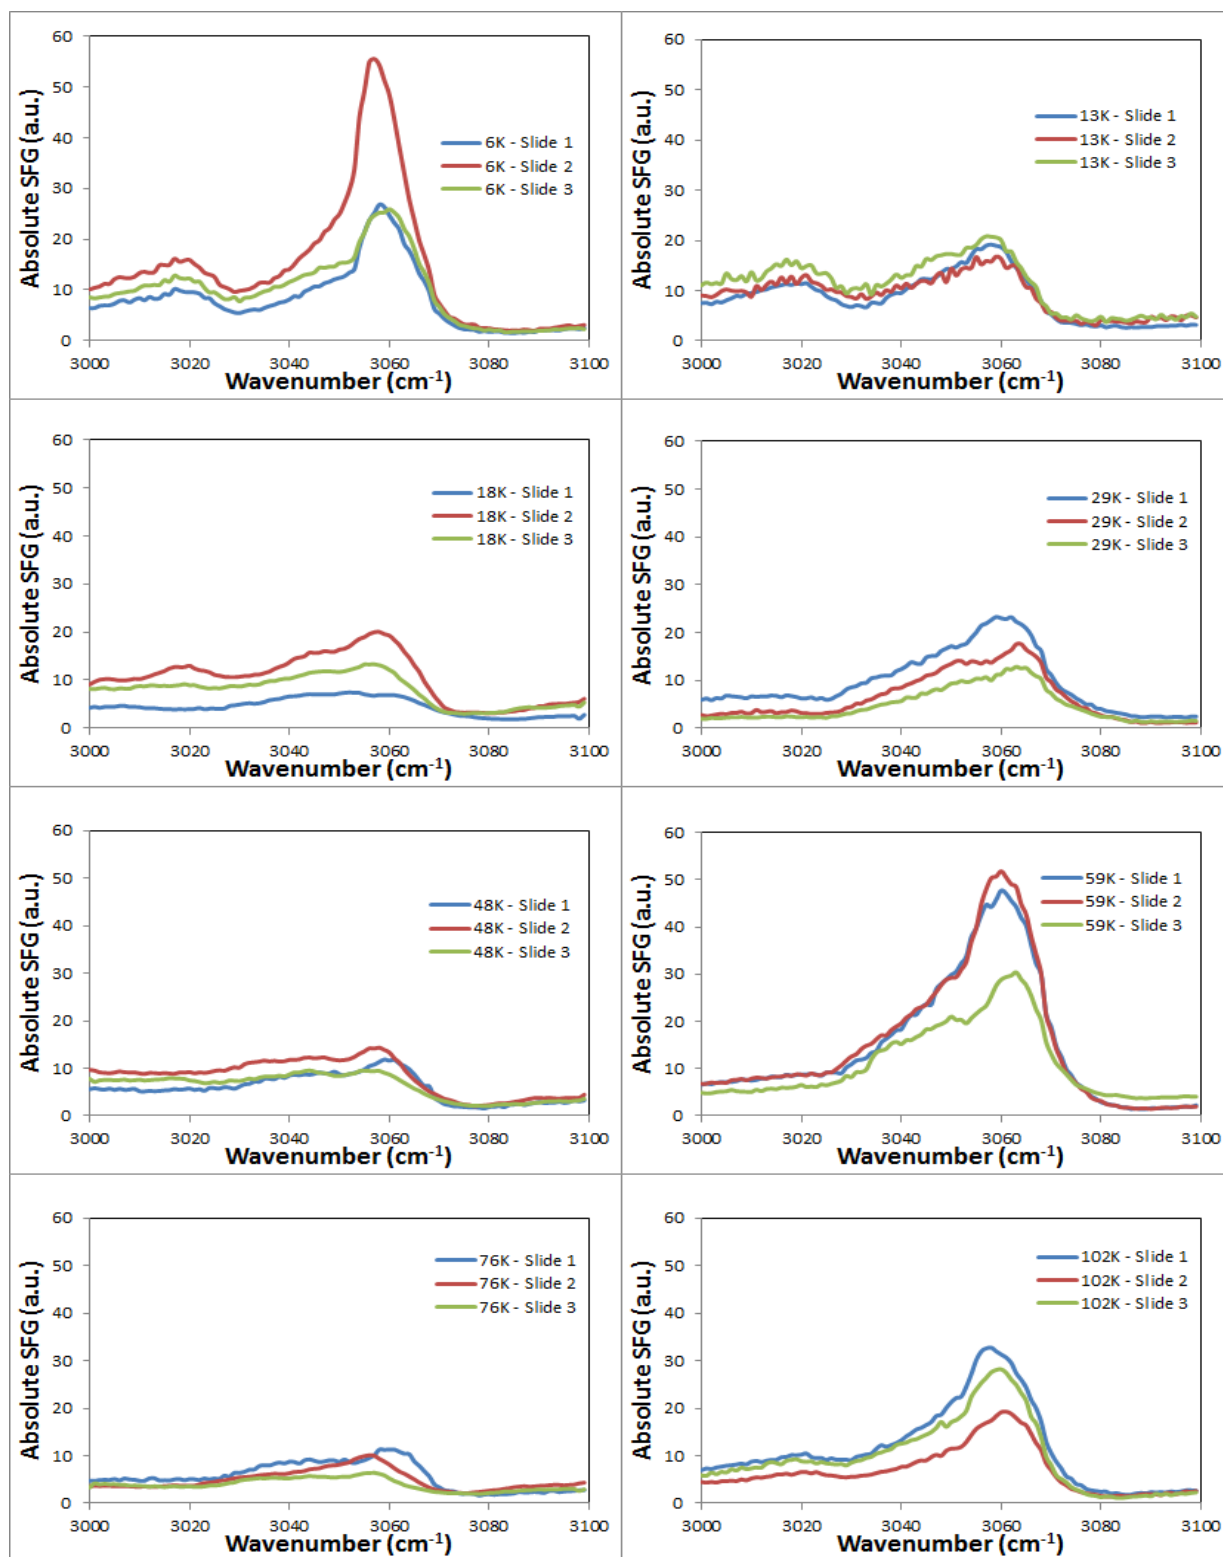 Absolute SFG (a.u.)
60
50
40
30
20
10
0
6K - Slide 1
6K - Slide 2
6K - Slide 3
3000 3020 3040 3060 3080 3100
Wavenumber (cm-1)
Absolute SFG (a.u.)
60
50
40
30
20
10
0
13K - Slide 1
13K - Slide 2
13K - Slide 3
3000 3020 3040 3060 3080 3100
Wavenumber (cm-1)
Absolute SFG (a.u.)
60
50
40
30
20
10
0
18K - Slide 1
18K - Slide 2
18K - Slide 3
3000 3020 3040 3060 3080 3100
Wavenumber (cm-1)
Absolute SFG (a.u.)
60
50
40
30
20
10
0
29K - Slide 1
29K - Slide 2
29K - Slide 3
3000 3020 3040 3060 3080 3100
Wavenumber (cm-1)
Absolute SFG (a.u.)
60
50
40
30
20
10
0
48K - Slide 1
48K - Slide 2
48K - Slide 3
3000 3020 3040 3060 3080 3100
Wavenumber (cm-1)
Absolute SFG (a.u.)
60
50
40
30
20
10
0
59K - Slide 1
59K - Slide 2
59K - Slide 3
3000 3020 3040 3060 3080 3100
Wavenumber (cm-1)
Absolute SFG (a.u.)
60
50
40
30
20
10
0
76K - Slide 1
76K - Slide 2
76K - Slide 3
3000 3020 3040 3060 3080 3100
Wavenumber (cm-1)
Absolute SFG (a.u.)
60
50
40
30
20
10
0
102K - Slide 1
102K - Slide 2
102K - Slide 3
3000 3020 3040 3060 3080 3100
Wavenumber (cm-1)